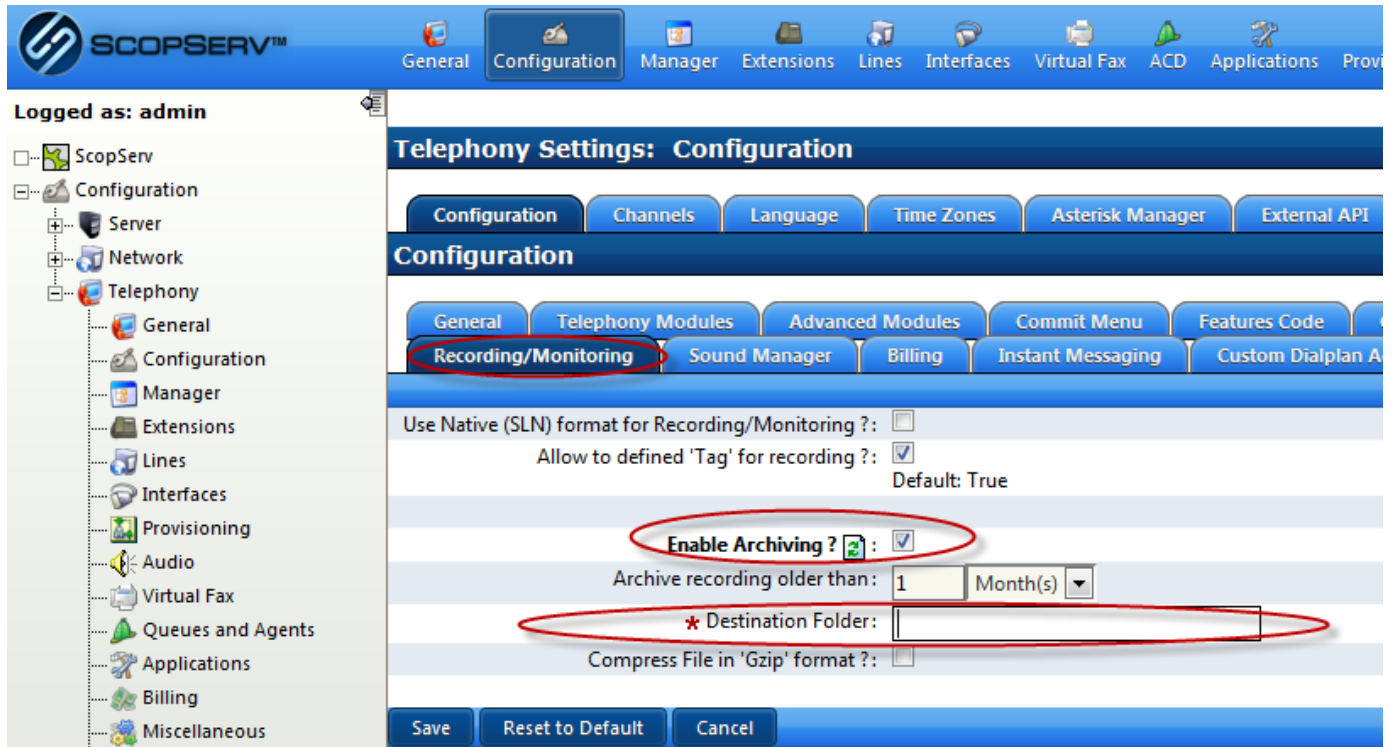 SCOPSERV™
General Configuration Manager Extensions Lines Interfaces Virtual Fax ACD Applications
Logged as: admin
ScopServ
Configuration
Server
Network
Telephony
General
Configuration
Manager
Extensions
Lines
Interfaces
Provisioning
Audio
Virtual Fax
Queues and Agents
Applications
Billing
Miscellaneous
Telephony Settings: Configuration
Configuration Channels Language Time Zones Asterisk Manager External API
Configuration
General Telephony Modules Advanced Modules Commit Menu Features Code
Recording/Monitoring Sound Manager Billing Instant Messaging Custom Dialplan
Use Native (SLN) format for Recording/Monitoring ?:
Allow to defined 'Tag' for recording ?:
Default: True
Enable Archiving ? :
Archive recording older than: 1 Month(s)
* Destination Folder:
Compress File in 'Gzip' format ?:
Save Reset to Default Cancel